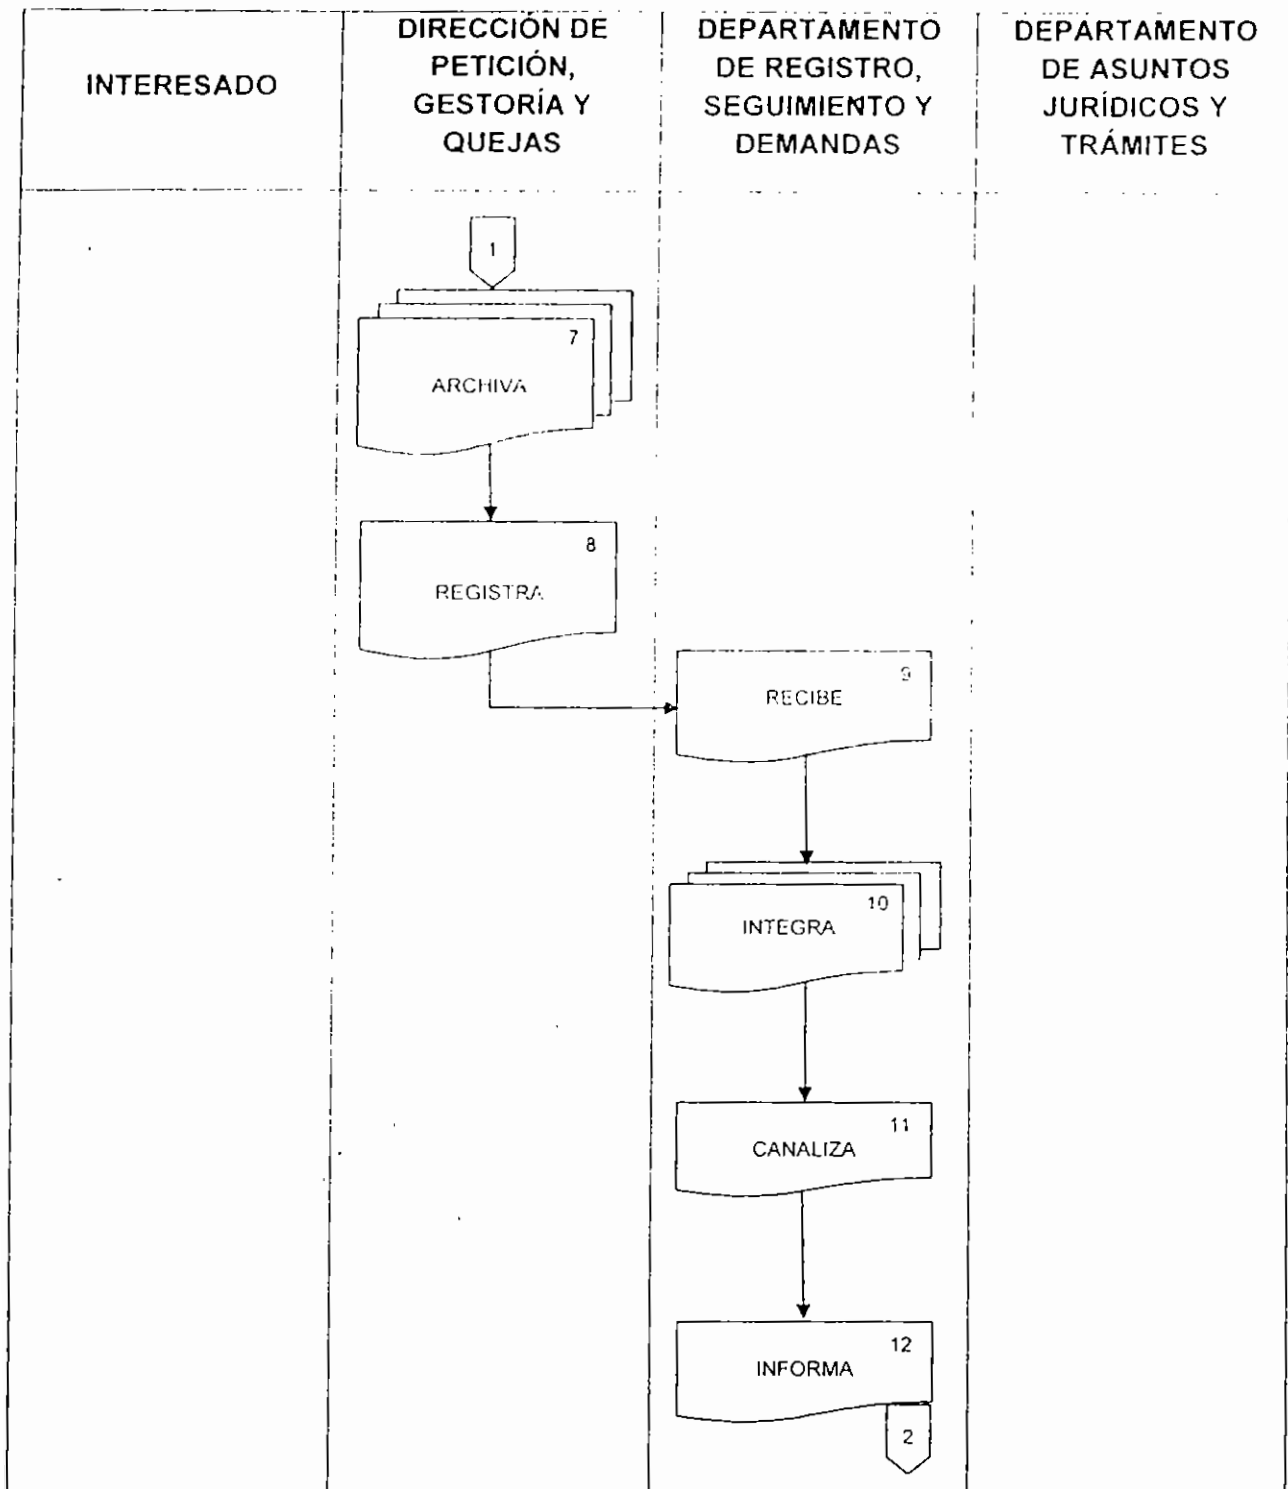 INTERESADO
DIRECCIÓN DE
PETICIÓN,
GESTORÍA Y
QUEJAS
DEPARTAMENTO
DE REGISTRO,
SEGUIMIENTO Y
DEMANDAS
DEPARTAMENTO
DE ASUNTOS
JURÍDICOS Y
TRÁMITES
1
7
ARCHIVA
8
REGISTRA
9
RECIBE
10
INTEGRA
11
CANALIZA
12
INFORMA
2